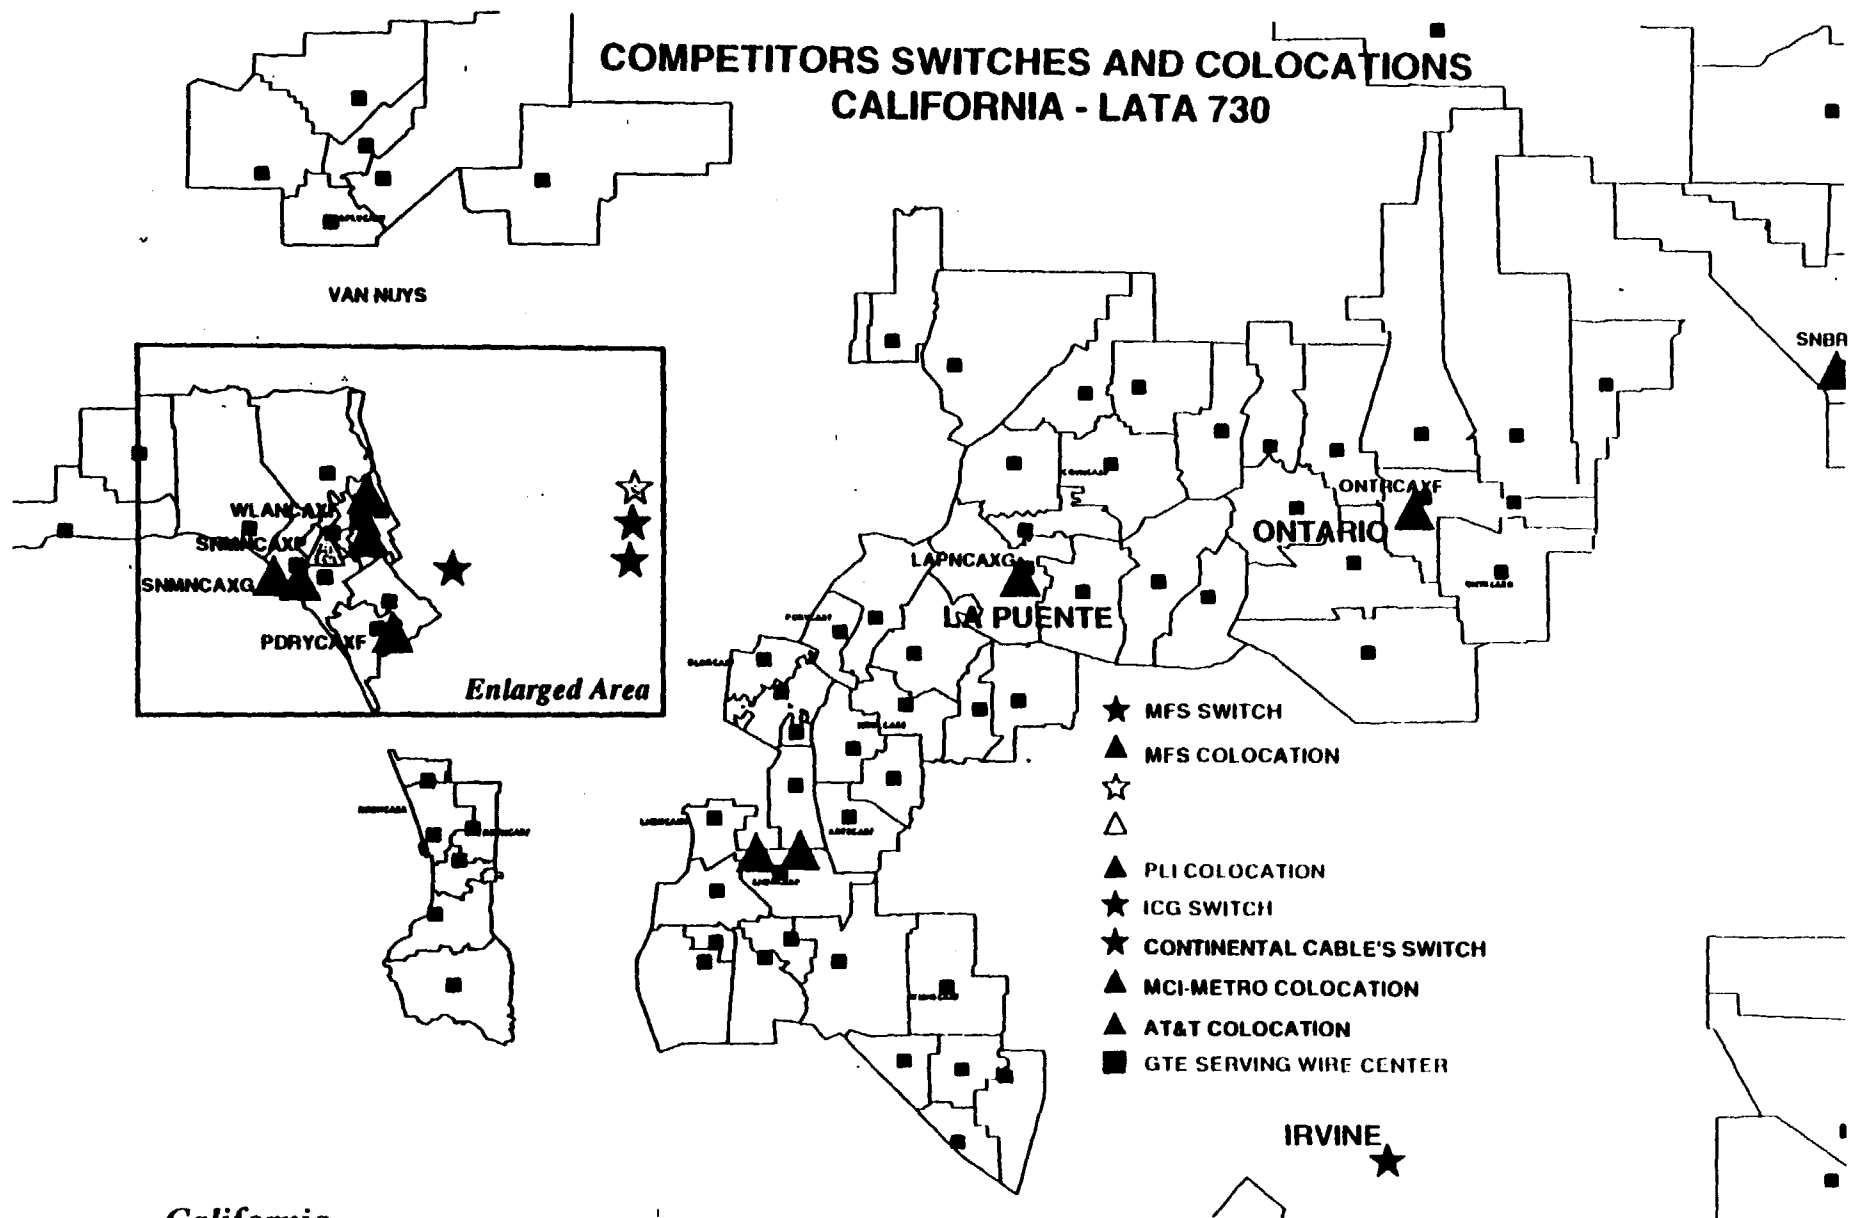 COMPETITORS SWITCHES AND COLOCATIONS
CALIFORNIA - LATA 730
VAN NUYS
SNBR
WLANCAXF
SNMNCAXP
SNMNCAXG
PDRYCAXF
Enlarged Area
ONTRCAXF
ONTARIO
LAPNCAXG
LA PUENTE
MFS SWITCH
MFS COLOCATION
PLI COLOCATION
ICG SWITCH
CONTINENTAL CABLE'S SWITCH
MCI-METRO COLOCATION
AT&T COLOCATION
GTE SERVING WIRE CENTER
IRVINE
California